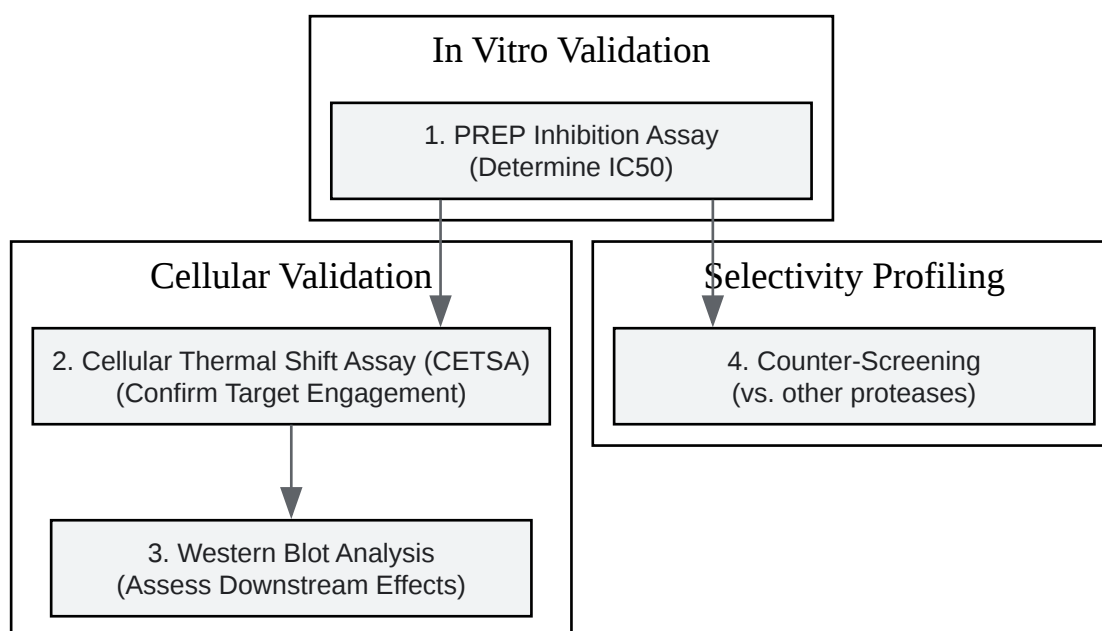 In Vitro Validation
1. PREP Inhibition Assay
(Determine IC50)
Cellular Validation
2. Cellular Thermal Shift Assay (CETSA)
(Confirm Target Engagement)
3. Western Blot Analysis
(Assess Downstream Effects)
Selectivity Profiling
4. Counter-Screening
(vs. other proteases)